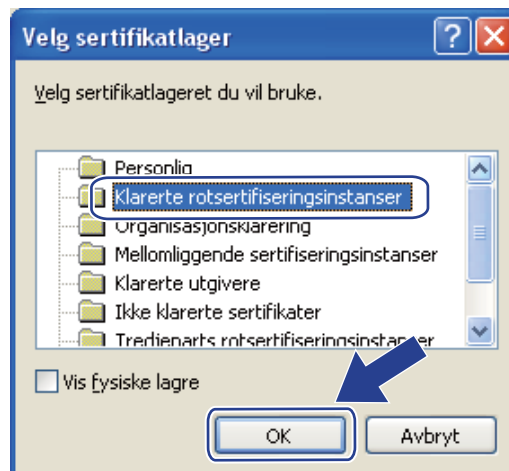 Velg sertifikatlager
Velg sertifikatlageret du vil bruke.
Personlig
Klarerte rotsertifiseringsinstanser
Organisasjonsklarering
Mellomliggende sertifiseringsinstanser
Klarerte utgivere
Ikke klarerte sertifikater
Tredjeparts rotsertifiseringsinstanser
Vis fysiske lagre
OK
Avbryt